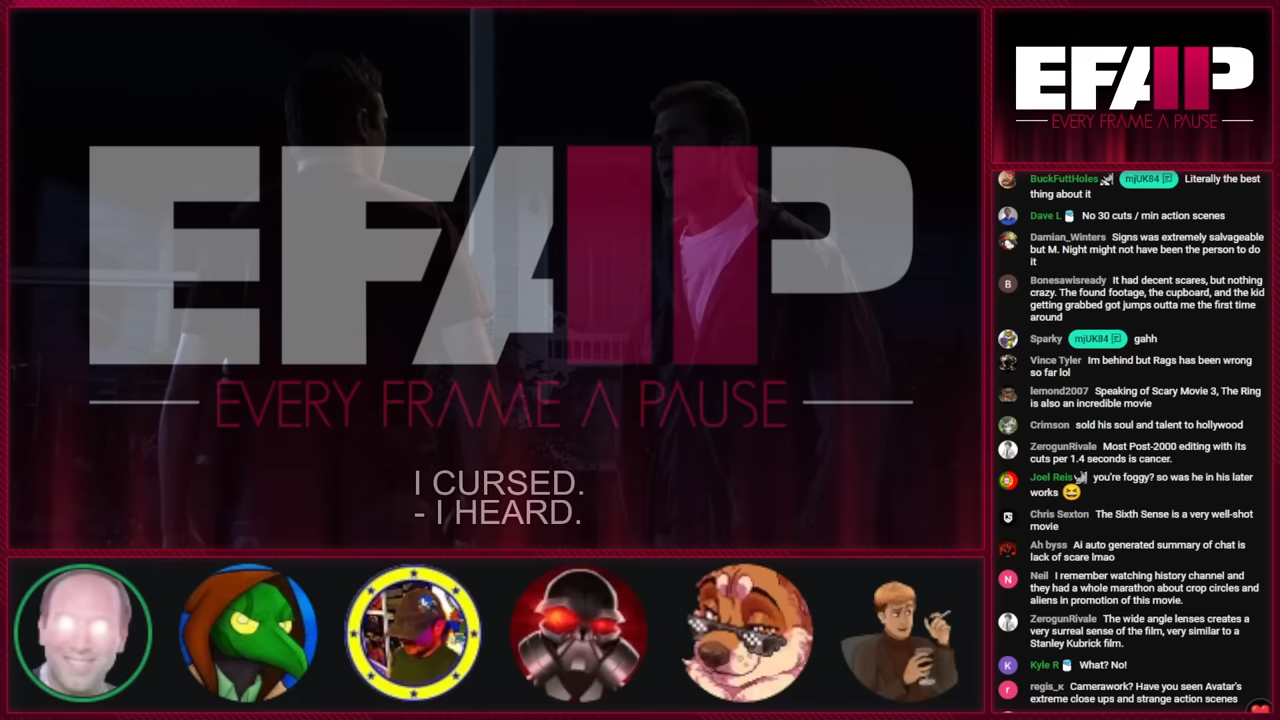 EFAP
EVERY FRAME A PAUSE
I CURSED.
- I HEARD.
EFAP
EVERY FRAME A PAUSE
BuckFuttHoles mjUK84 Literally the best
thing about it
Dave L No 30 cuts / min action scenes
Damian_Winters Signs was extremely salvageable
but M. Night might not have been the person to do
it
B
Bonesawisready It had decent scares, but nothing
crazy. The found footage, the cupboard, and the kid
getting grabbed got jumps outta me the first time
around
Sparky mjUK84 gahh
Vince Tyler Im behind but Rags has been wrong
so far lol
lemond2007 Speaking of Scary Movie 3, The Ring
is also an incredible movie
Crimson sold his soul and talent to hollywood
ZerogunRivale Most Post-2000 editing with its
cuts per 1.4 seconds is cancer.
Joel Reis you're foggy? so was he in his later
works 😆
Chris Sexton The Sixth Sense is a very well-shot
movie
Ah byss Ai auto generated summary of chat is
lack of scare lmao
N
Neil I remember watching history channel and
they had a whole marathon about crop circles and
aliens in promotion of this movie.
ZerogunRivale The wide angle lenses creates a
very surreal sense of the film, very similar to a
Stanley Kubrick film.
K
Kyle R What? No!
r
regis_κ Camerawork? Have you seen Avatar's
extreme close ups and strange action scenes